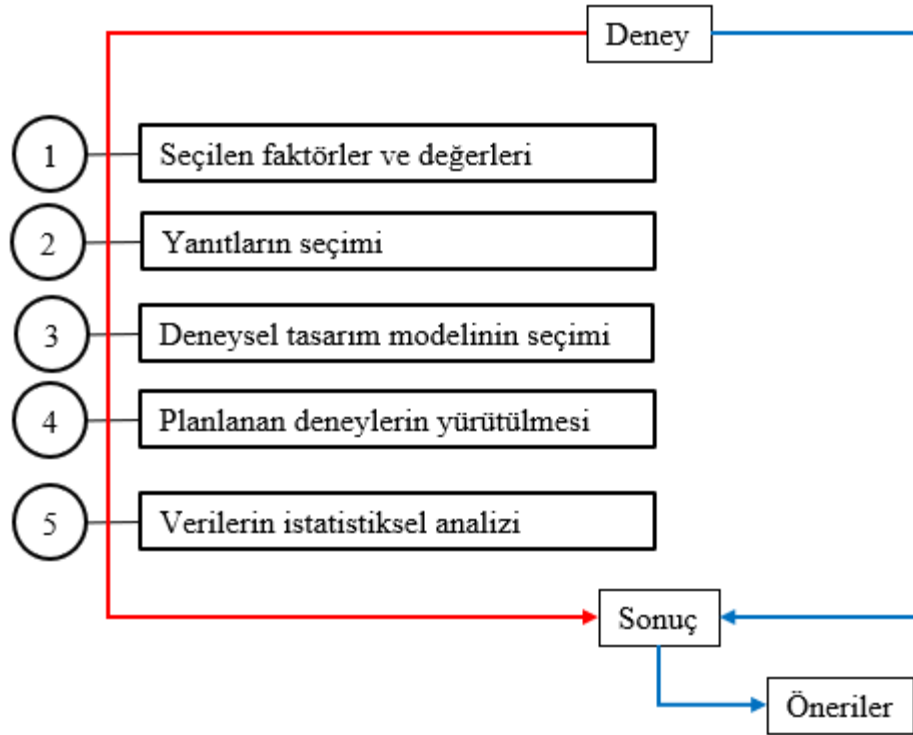 Deney
1
Seçilen faktörler ve değerleri
2
Yanıtların seçimi
3
Deneysel tasarım modelinin seçimi
4
Planlanan deneylerin yürütülmesi
5
Verilerin istatistiksel analizi
Sonuç
Öneriler